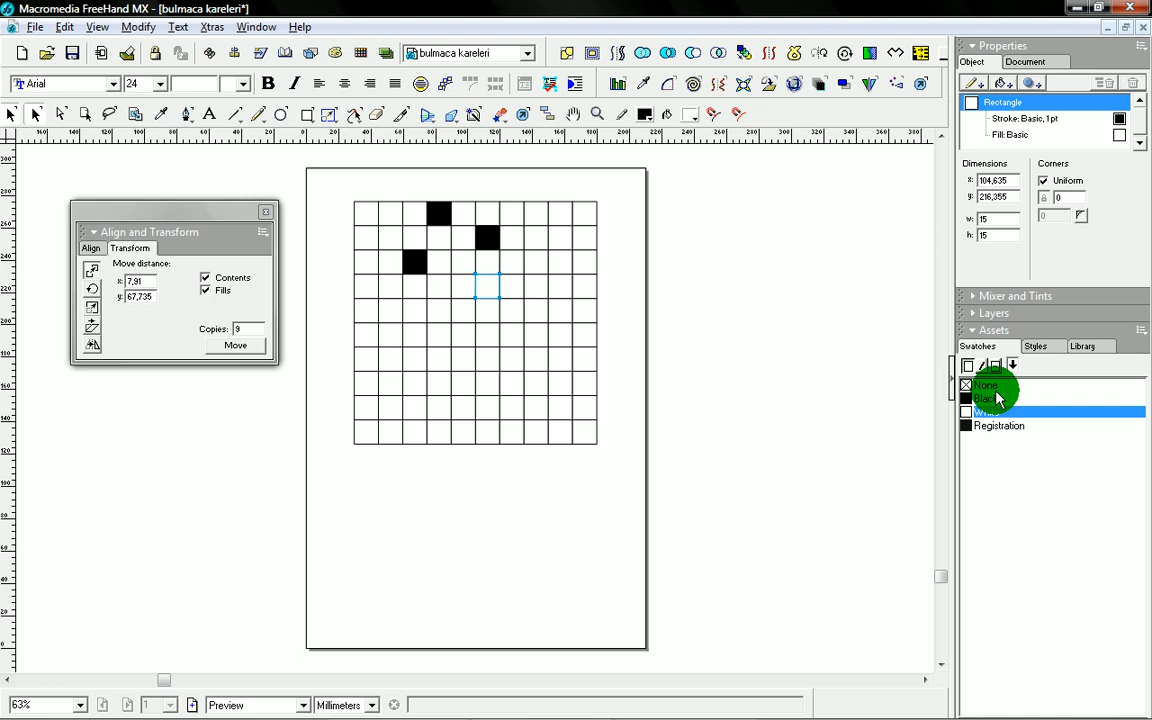 Macromedia FreeHand MX - [bulmaca kareleri*]
File Edit View Modify Text Xtras Window Help
bulmaca kareleri
Arial 24
Properties
Object Document
Rectangle
Stroke: Basic, 1pt
Fill: Basic
Dimensions Corners
x: 104,635 Uniform
y: 216,355 0
w: 15 0
h: 15
Align and Transform
Align Transform
Move distance:
x: 7,91 Contents
y: 67,735 Fills
Copies: 9
Move
Mixer and Tints
Layers
Assets
Swatches Styles Library
None
Registration
63% 1 Preview Millimeters